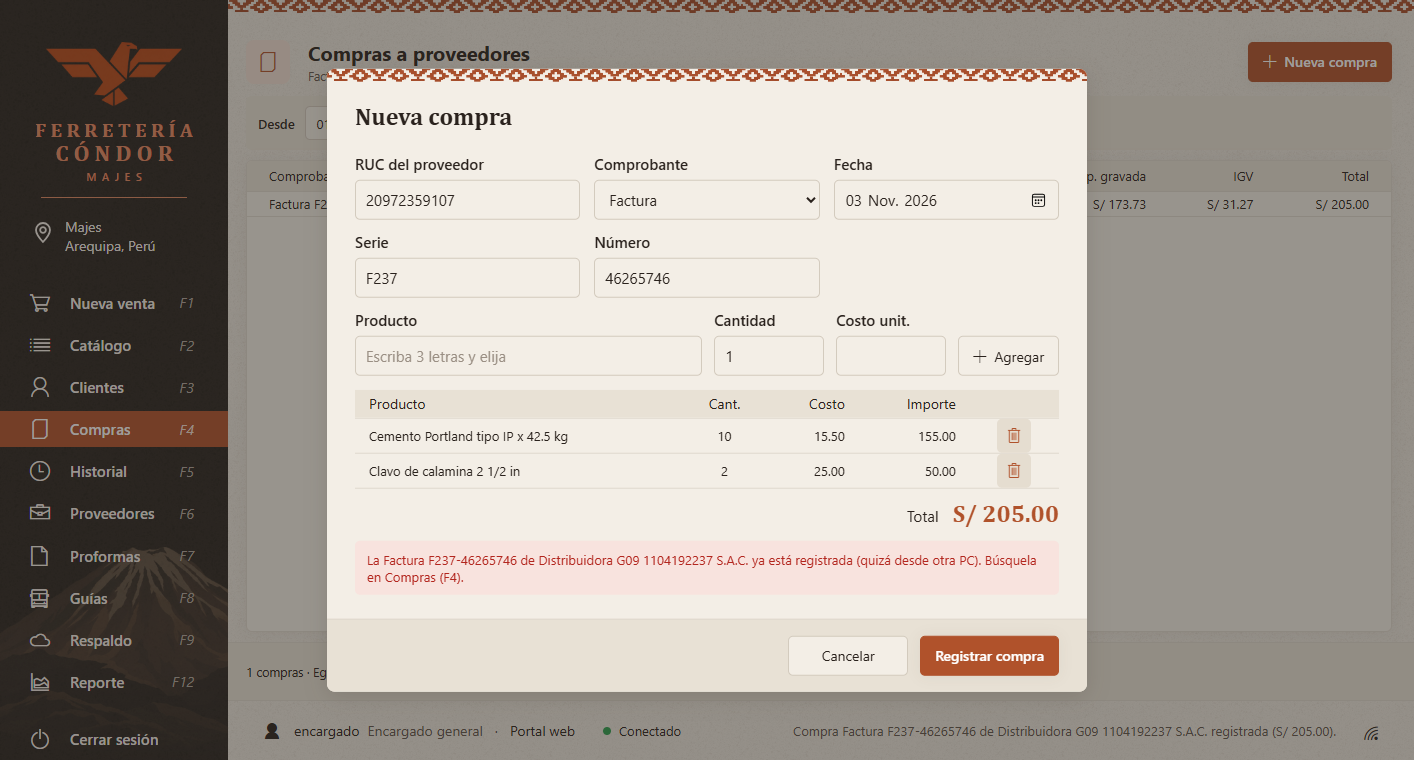 FERRETERÍA
CÓNDOR
MAJES
Majes
Arequipa, Perú
Nueva venta F1
Catálogo F2
Clientes F3
Compras F4
Historial F5
Proveedores F6
Proformas F7
Guías F8
Respaldo F9
Reporte F12
Cerrar sesión
Compras a proveedores
Nueva compra
Desde
IGV Total
Factura S/ 173.73 S/ 31.27 S/ 205.00
Nueva compra
RUC del proveedor Comprobante Fecha
20972359107 Factura 03 Nov. 2026
Serie Número
F237 46265746
Producto Cantidad Costo unit.
Escriba 3 letras y elija 1 Agregar
Producto Cant. Costo Importe
Cemento Portland tipo IP x 42.5 kg 10 15.50 155.00
Clavo de calamina 2 1/2 in 2 25.00 50.00
Total S/ 205.00
La Factura F237-46265746 de Distribuidora G09 1104192237 S.A.C. ya está registrada (quizá desde otra PC). Búsquela
en Compras (F4).
Cancelar Registrar compra
1 compras ·
encargado Encargado general · Portal web Conectado
Compra Factura F237-46265746 de Distribuidora G09 1104192237 S.A.C. registrada (S/ 205.00).